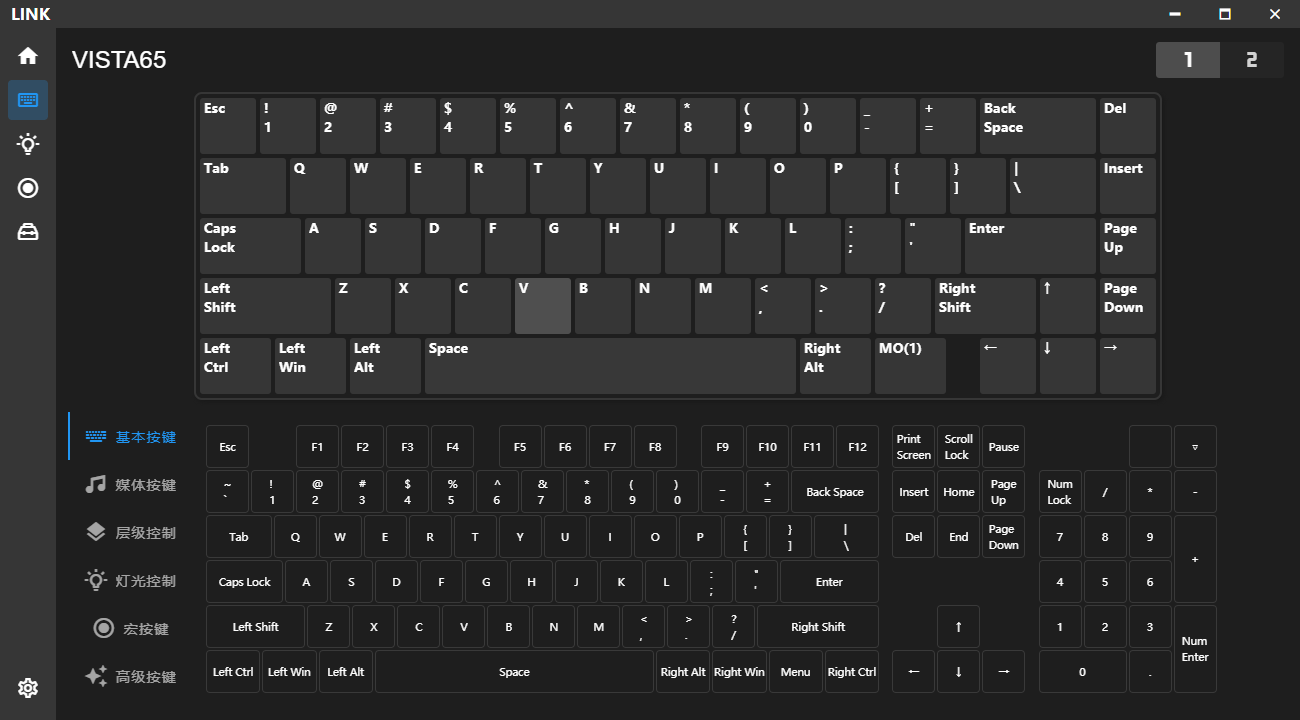 LINK
VISTA65
1 2
Esc ! @ # $ % ^ & * ( ) _ + Back Del
1 2 3 4 5 6 7 8 9 0 - = Space
Tab Q W E R T Y U I O P { } | Insert
[ ] \
Caps A S D F G H J K L : " Enter Page
Lock ; ' Up
Left Z X C V B N M < > ? Right ↑ Page
Shift , . / Shift Down
Left Left Left Space Right MO(1) ← ↓ →
Ctrl Win Alt Alt
基本按键
媒体按键
层级控制
灯光控制
宏按键
高级按键
Esc F1 F2 F3 F4 F5 F6 F7 F8 F9 F10 F11 F12 Print Scroll Pause ▿
Screen Lock
~ ! @ # $ % ^ & * ( ) _ + Back Space Insert Home Page Num / * -
` 1 2 3 4 5 6 7 8 9 0 - = Up Lock
Tab Q W E R T Y U I O P { } | Del End Page 7 8 9 +
[ ] \ Down
Caps Lock A S D F G H J K L : " Enter 4 5 6
; '
Left Shift Z X C V B N M < > ? Right Shift ↑ 1 2 3 Num
, . / Enter
Left Ctrl Left Win Left Alt Space Right Alt Right Win Menu Right Ctrl ← ↓ → 0 .